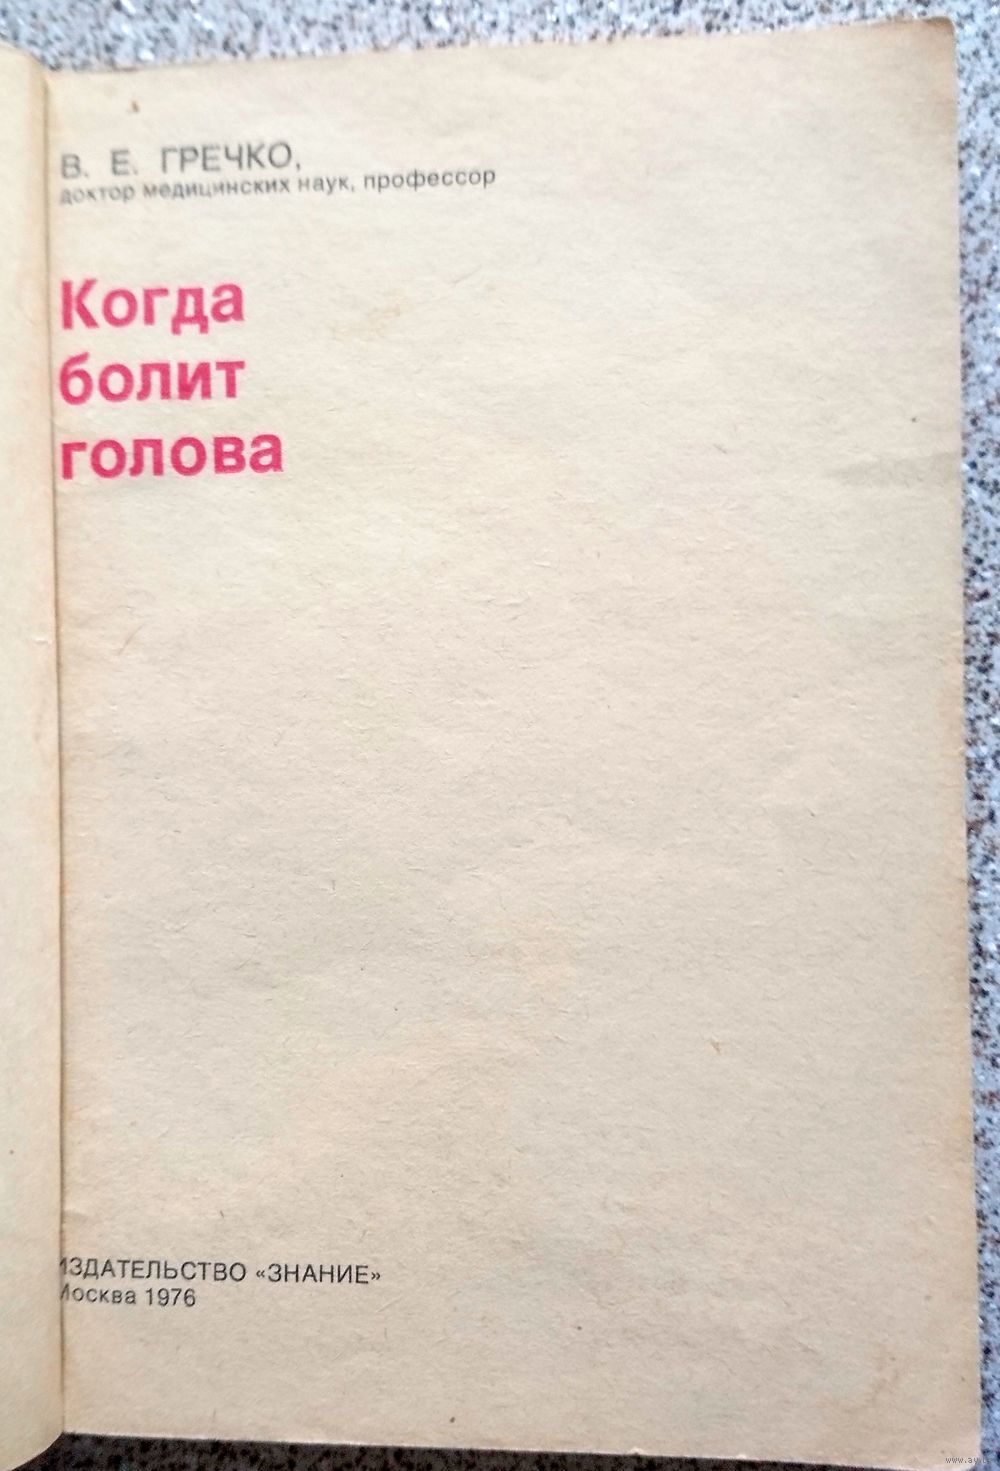 В. Е. ГРЕЧКО,
доктор медицинских наук, профессор
Когда
болит
голова
ИЗДАТЕЛЬСТВО «ЗНАНИЕ»
Москва 1976